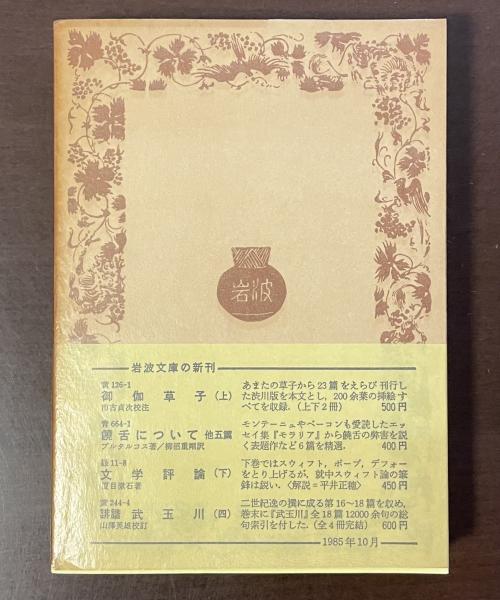 岩波
岩波文庫の新刊
黄126-1
御伽草子(上)
市古貞次校注
あまたの草子から23篇をえらび刊行し
た渋川版を本文とし,200余葉の挿絵す
べてを収録.(上下2冊) 500円
青664-1
饒舌について 他五篇
プルタルコス著/柳沼重剛訳
モンテーニュやベーコンも愛読したエッ
セイ集『モラリア』から饒舌の弊害を説
く表題作など6篇を精選. 400円
緑11-8
文学評論(下)
夏目漱石著
下巻ではスウィフト,ポープ,デフォー
をとり上げるが,就中スウィフト論の筆
鋒は鋭い.〈解説=平井正穂〉 450円
黄244-4
誹諧武玉川(四)
山澤英雄校訂
二世紀逸の撰に成る第16~18篇を収め,
巻末に『武玉川』全18篇12000余句の総
句索引を付した.(全4冊完結) 600円
1985年10月